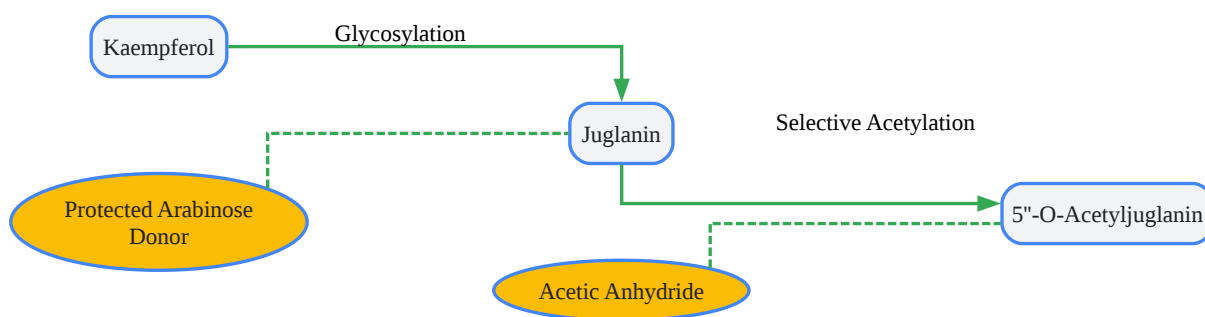 Kaempferol
Glycosylation
Juglanin
Selective Acetylation
Protected Arabinose
Donor
5"-O-Acetyljuglanin
Acetic Anhydride